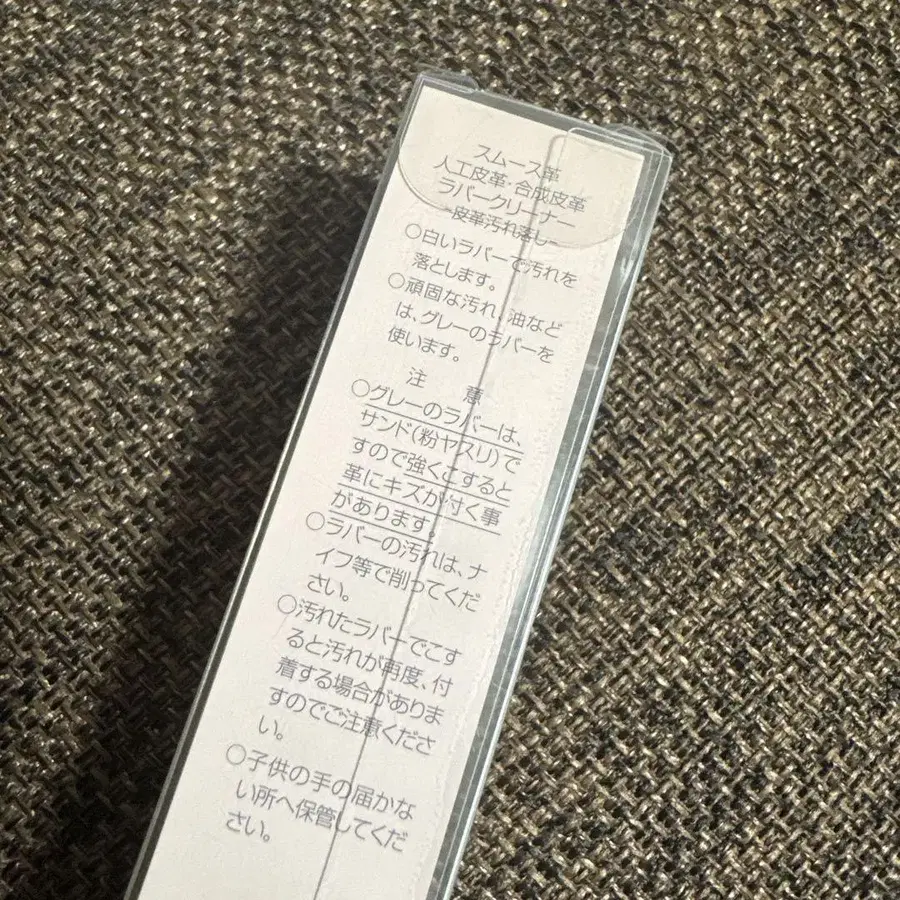 スムース革
人工皮革・合成皮革
ラバークリーナー
-皮革汚れ落し-
○白いラバーで汚れを
落とします。
○頑固な汚れ、油など
は、グレーのラバーを
使います。
注 意
○グレーのラバーは、
サンド(粉ヤスリ)で
すので強くこすると
革にキズが付く事
があります。
○ラバーの汚れは、ナ
イフ等で削ってくだ
さい。
○汚れたラバーでこす
ると汚れが再度、付
着する場合がありま
すのでご注意くださ
い。
○子供の手の届かな
い所へ保管してくだ
さい。